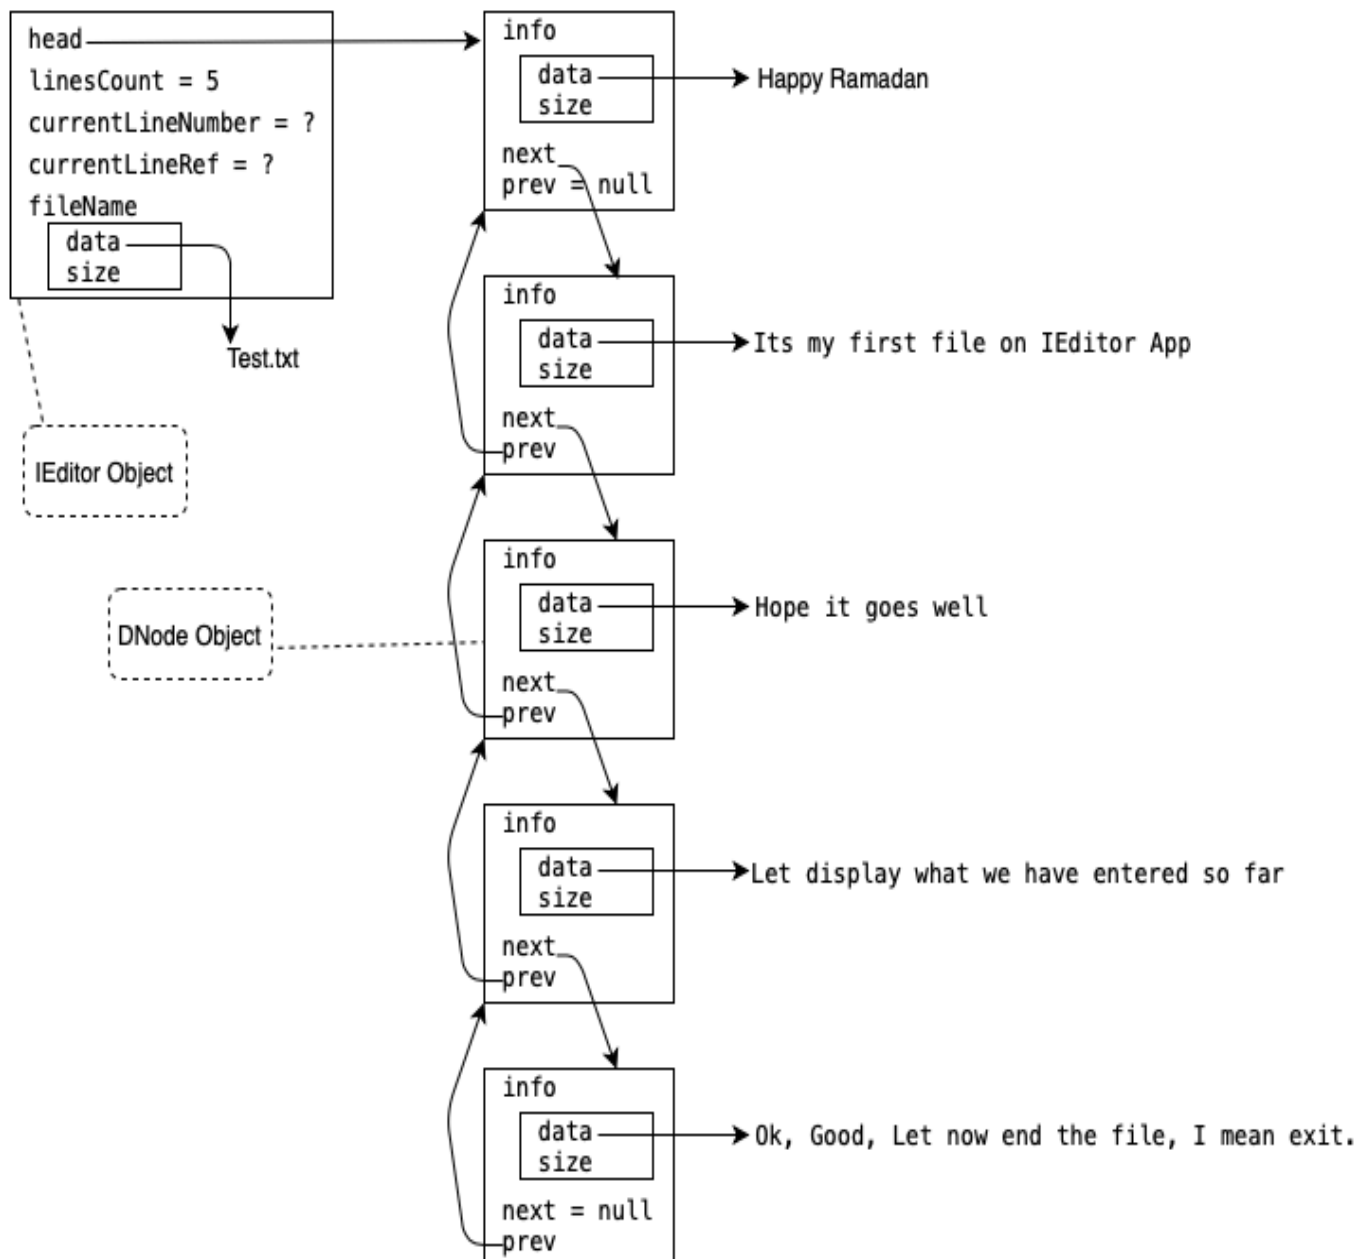 head
linesCount = 5
currentLineNumber = ?
currentLineRef = ?
fileName
data
size
Test.txt
IEditor Object
DNode Object
info
data
size
Happy Ramadan
next
prev = null
info
data
size
Its my first file on IEditor App
next
prev
info
data
size
Hope it goes well
next
prev
info
data
size
Let display what we have entered so far
next
prev
info
data
size
Ok, Good, Let now end the file, I mean exit.
next = null
prev